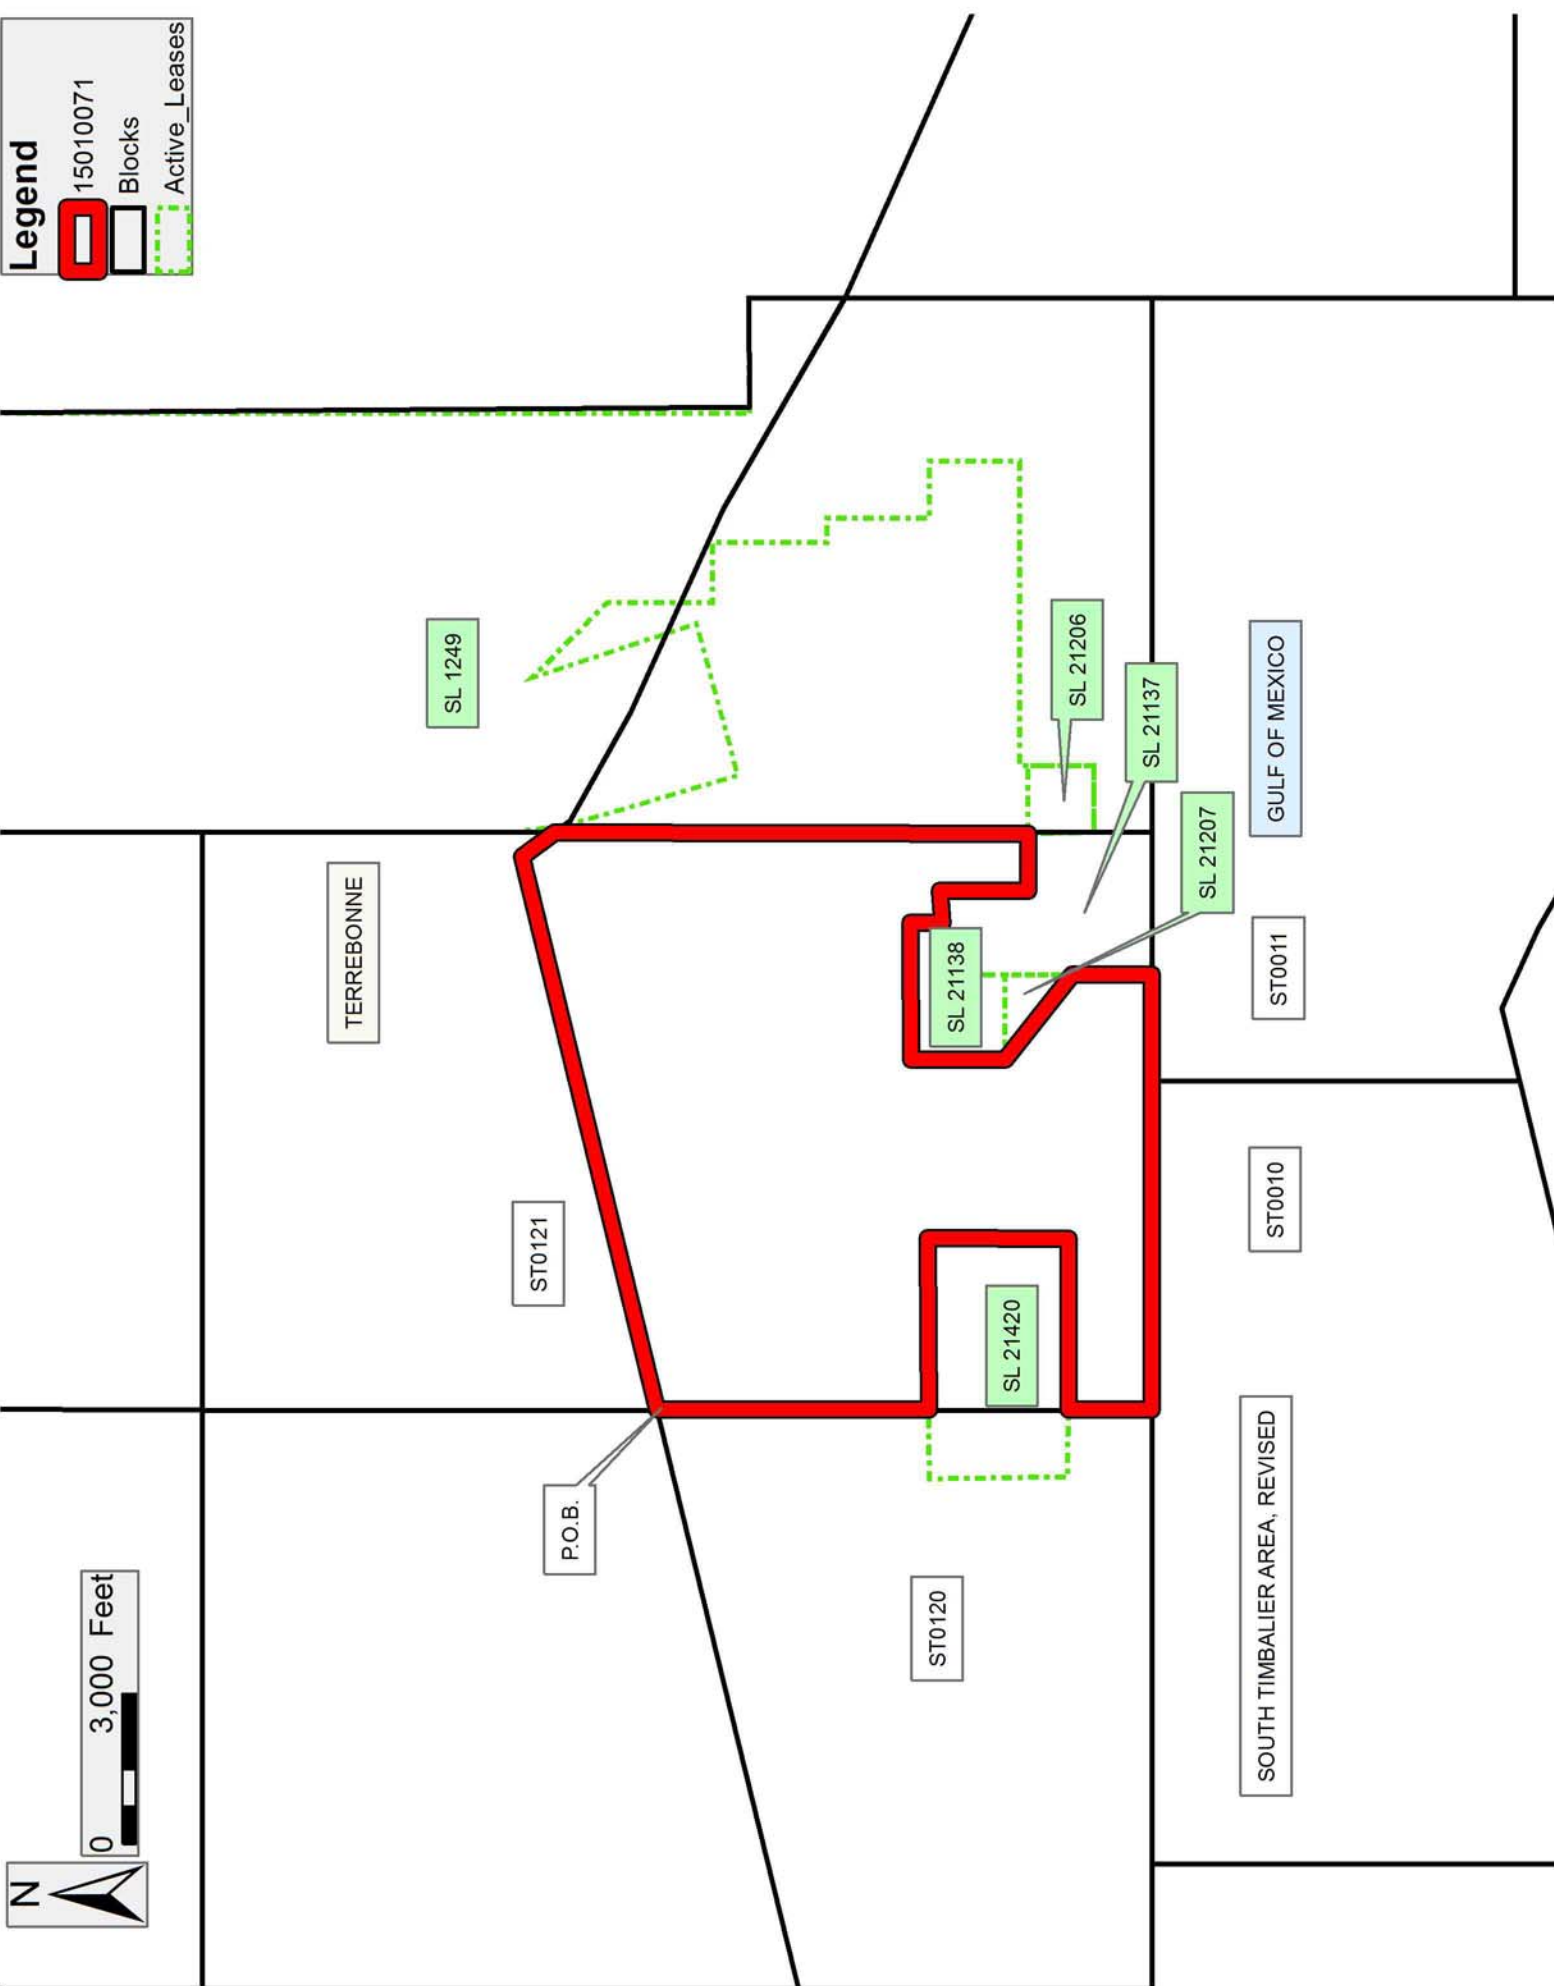 N
0 3,000 Feet
Legend
15010071
Blocks
Active_Leases
TERREBONNE
SL 1249
ST0121
P.O.B.
ST0120
SL 21138
SL 21420
SL 21206
SL 21137
SL 21207
GULF OF MEXICO
ST0011
ST0010
SOUTH TIMBALIER AREA, REVISED